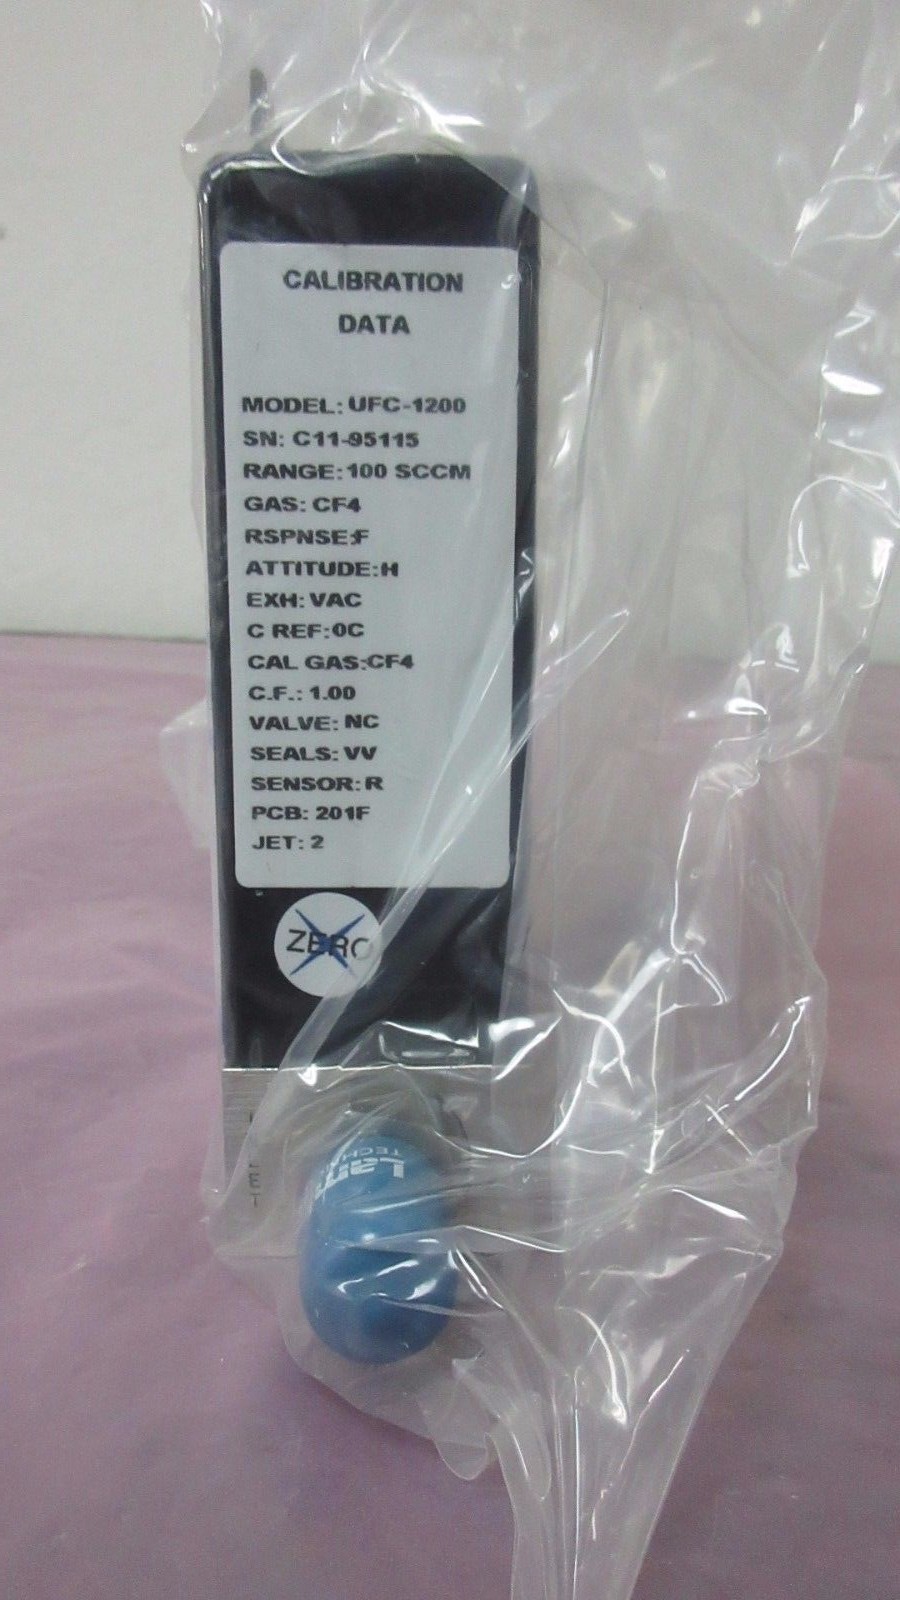 CALIBRATION
DATA
MODEL: UFC-1200
SN: C11-95115
RANGE: 100 SCCM
GAS: CF4
RSPNSE:F
ATTITUDE:H
EXH: VAC
C REF:0C
CAL GAS:CF4
C.F.: 1.00
VALVE: NC
SEALS: VV
SENSOR: R
PCB: 201F
JET: 2
ZERO